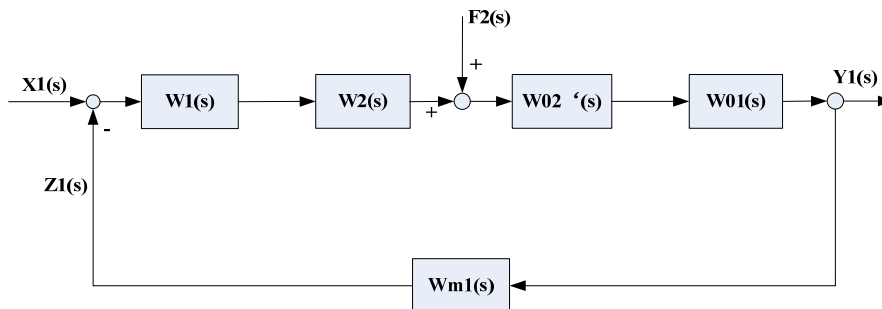 F2(s)
X1(s)
+
Y1(s)
W1(s)
W2(s)
W02‘(s)
W01(s)
+
-
Z1(s)
Wm1(s)